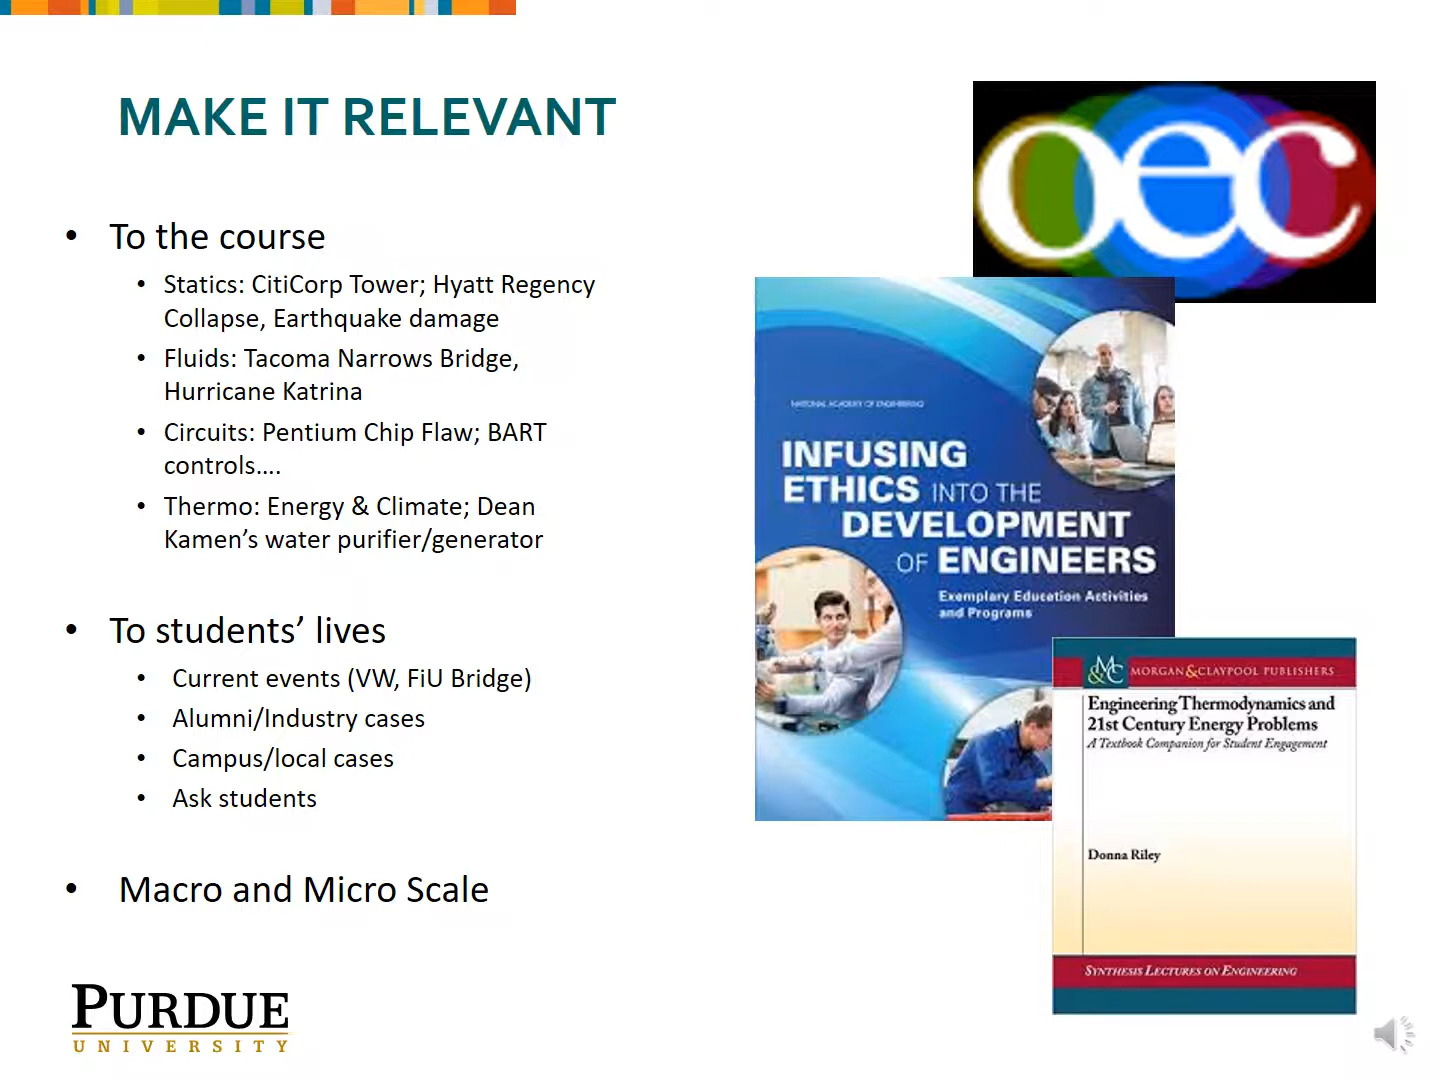 MAKE IT RELEVANT
• To the course
• Statics: CitiCorp Tower; Hyatt Regency
Collapse, Earthquake damage
• Fluids: Tacoma Narrows Bridge,
Hurricane Katrina
• Circuits: Pentium Chip Flaw; BART
controls....
• Thermo: Energy & Climate; Dean
Kamen's water purifier/generator
• To students' lives
• Current events (VW, FiU Bridge)
• Alumni/Industry cases
• Campus/local cases
• Ask students
• Macro and Micro Scale
PURDUE
UNIVERSITY
oec
NATIONAL ACADEMY OF ENGINEERING
INFUSING
ETHICS INTO THE
DEVELOPMENT
OF ENGINEERS
Exemplary Education Activities
and Programs
M&C MORGAN&CLAYPOOL PUBLISHERS
Engineering Thermodynamics and
21st Century Energy Problems
A Textbook Companion for Student Engagement
Donna Riley
SYNTHESIS LECTURES ON ENGINEERING